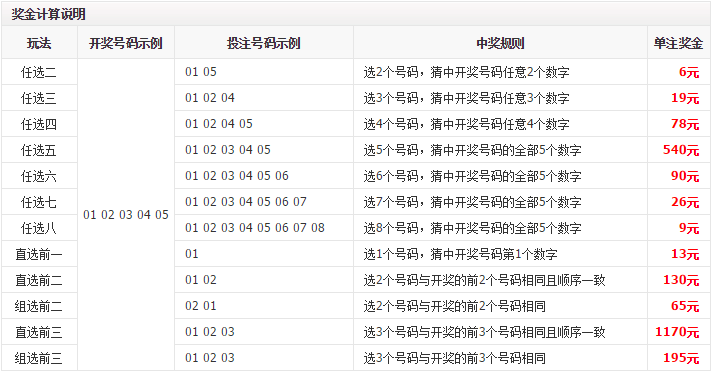 奖金计算说明
玩法 开奖号码示例 投注号码示例 中奖规则 单注奖金
任选二 01 05 选2个号码，猜中开奖号码任意2个数字 6元
任选三 01 02 04 选3个号码，猜中开奖号码任意3个数字 19元
任选四 01 02 04 05 选4个号码，猜中开奖号码任意4个数字 78元
任选五 01 02 03 04 05 选5个号码，猜中开奖号码的全部5个数字 540元
任选六 01 02 03 04 05 06 选6个号码，猜中开奖号码的全部5个数字 90元
任选七 01 02 03 04 05 06 07 选7个号码，猜中开奖号码的全部5个数字 26元
01 02 03 04 05
任选八 01 02 03 04 05 06 07 08 选8个号码，猜中开奖号码的全部5个数字 9元
直选前一 01 选1个号码，猜中开奖号码第1个数字 13元
直选前二 01 02 选2个号码与开奖的前2个号码相同且顺序一致 130元
组选前二 02 01 选2个号码与开奖的前2个号码相同 65元
直选前三 01 02 03 选3个号码与开奖的前3个号码相同且顺序一致 1170元
组选前三 01 02 03 选3个号码与开奖的前3个号码相同 195元